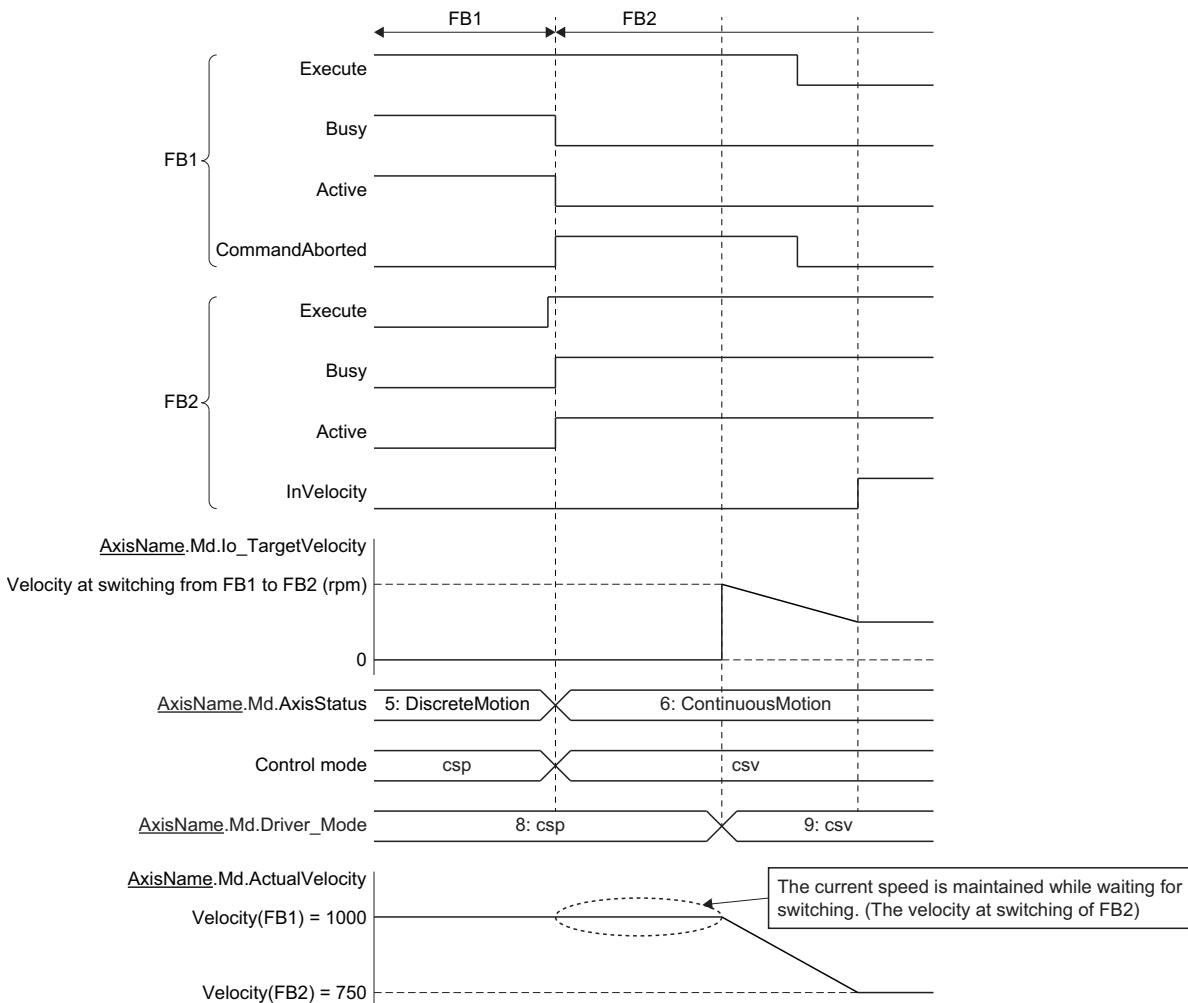 FB1 FB2
Execute
Busy
FB1
Active
CommandAborted
Execute
Busy
FB2
Active
InVelocity
AxisName.Md.Io_TargetVelocity
Velocity at switching from FB1 to FB2 (rpm)
0
AxisName.Md.AxisStatus 5: DiscreteMotion 6: ContinuousMotion
Control mode csp csv
AxisName.Md.Driver_Mode 8: csp 9: csv
AxisName.Md.ActualVelocity
The current speed is maintained while waiting for
switching. (The velocity at switching of FB2)
Velocity(FB1) = 1000
Velocity(FB2) = 750